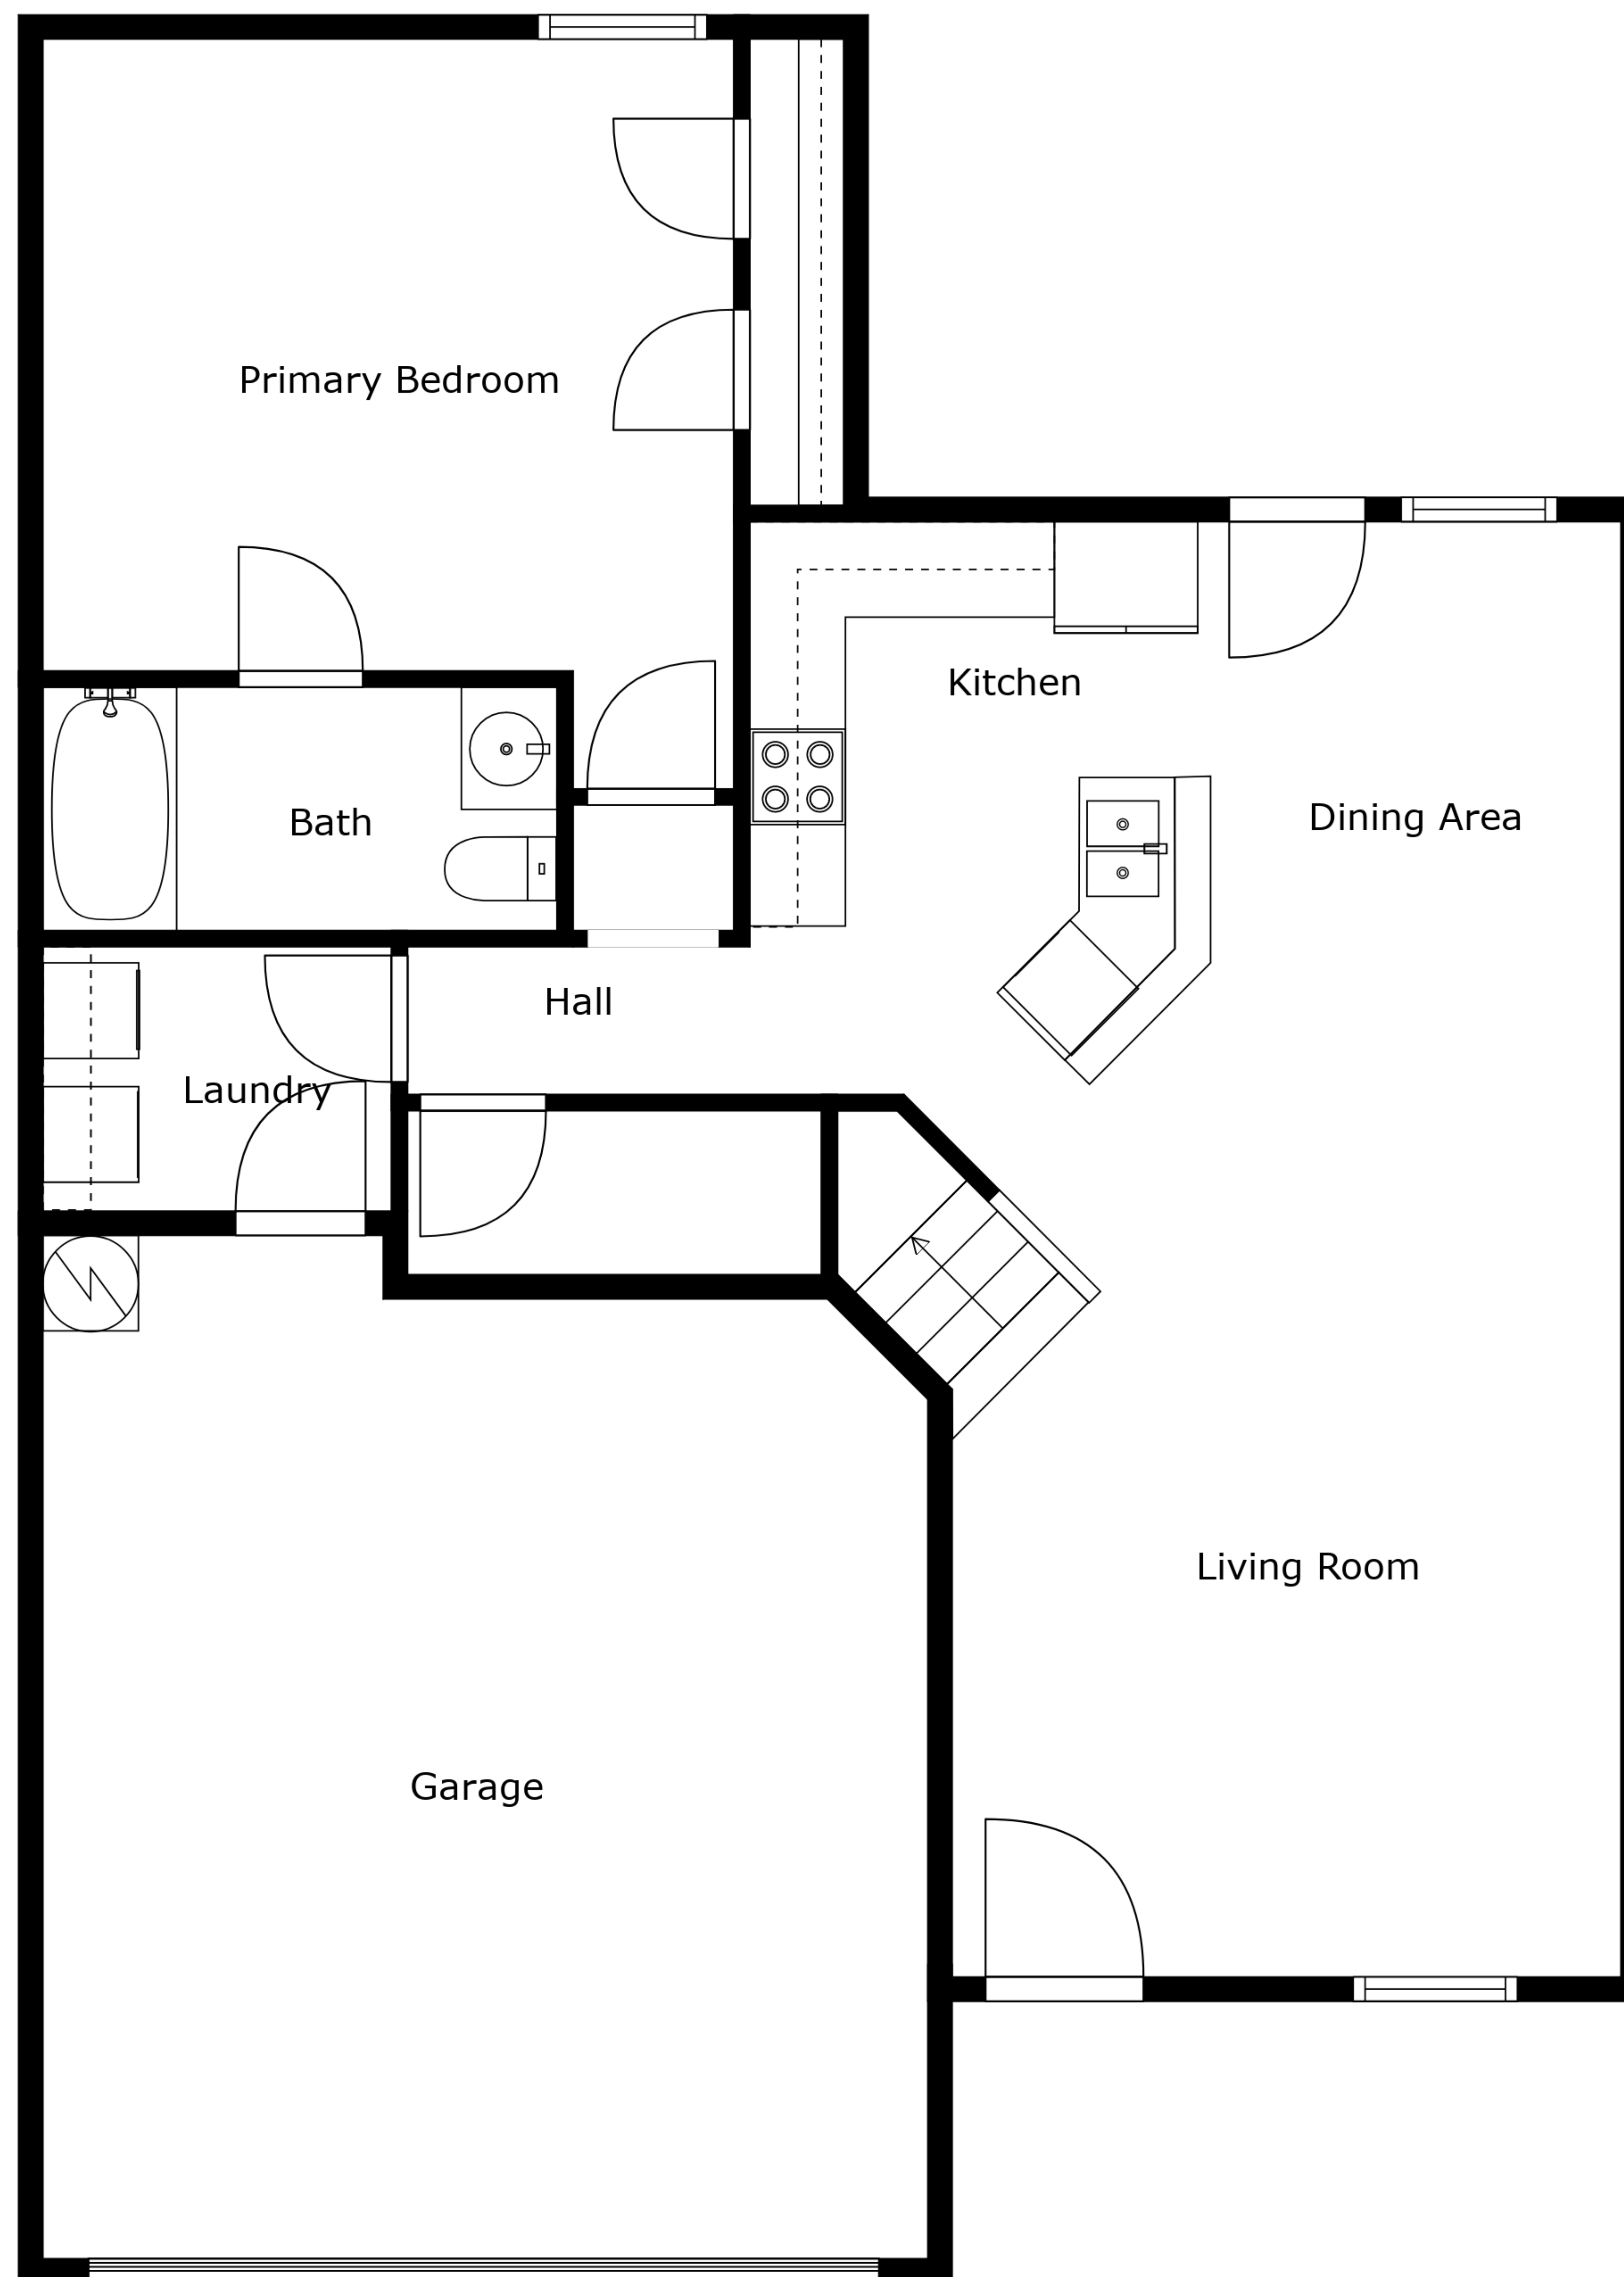 Primary Bedroom
Kitchen
Dining Area
Bath
Hall
Laundry
Living Room
Garage